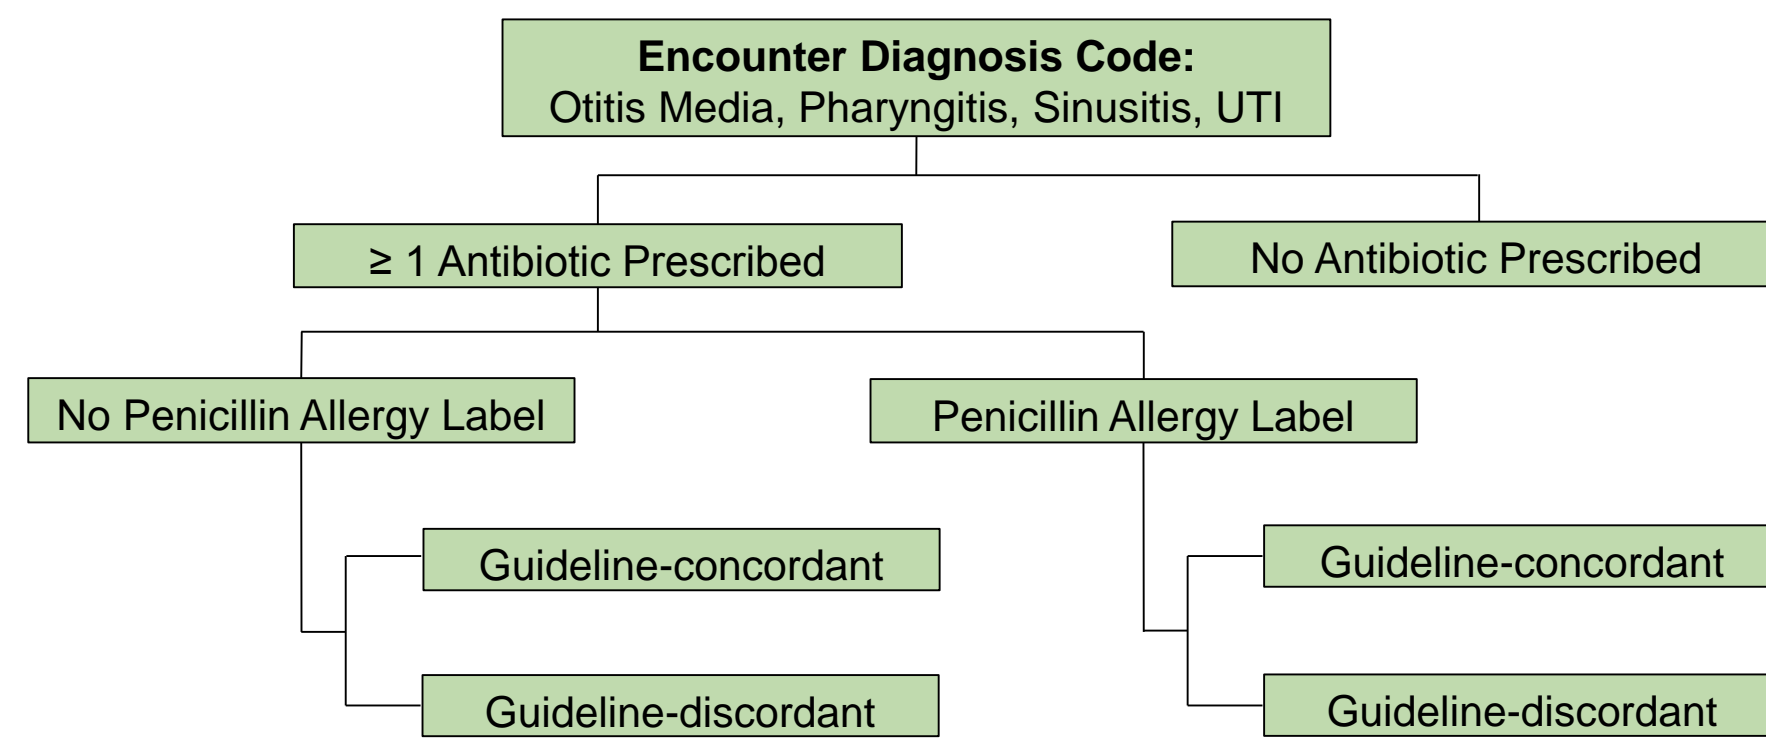 Encounter Diagnosis Code:
Otitis Media, Pharyngitis, Sinusitis, UTI
≥ 1 Antibiotic Prescribed
No Antibiotic Prescribed
No Penicillin Allergy Label
Penicillin Allergy Label
Guideline-concordant
Guideline-concordant
Guideline-discordant
Guideline-discordant